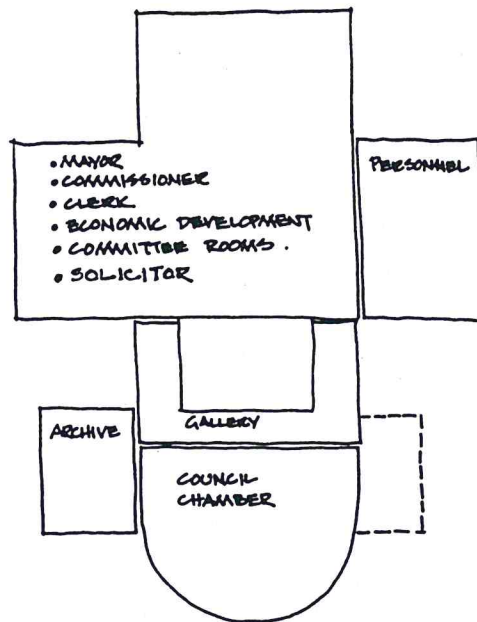 • MAYOR
• COMMISSIONER
• CLERK
• ECONOMIC DEVELOPMENT
• COMMITTEE ROOMS.
• SOLICITOR
PERSONNEL
GALLERY
ARCHIVE
COUNCIL
CHAMBER